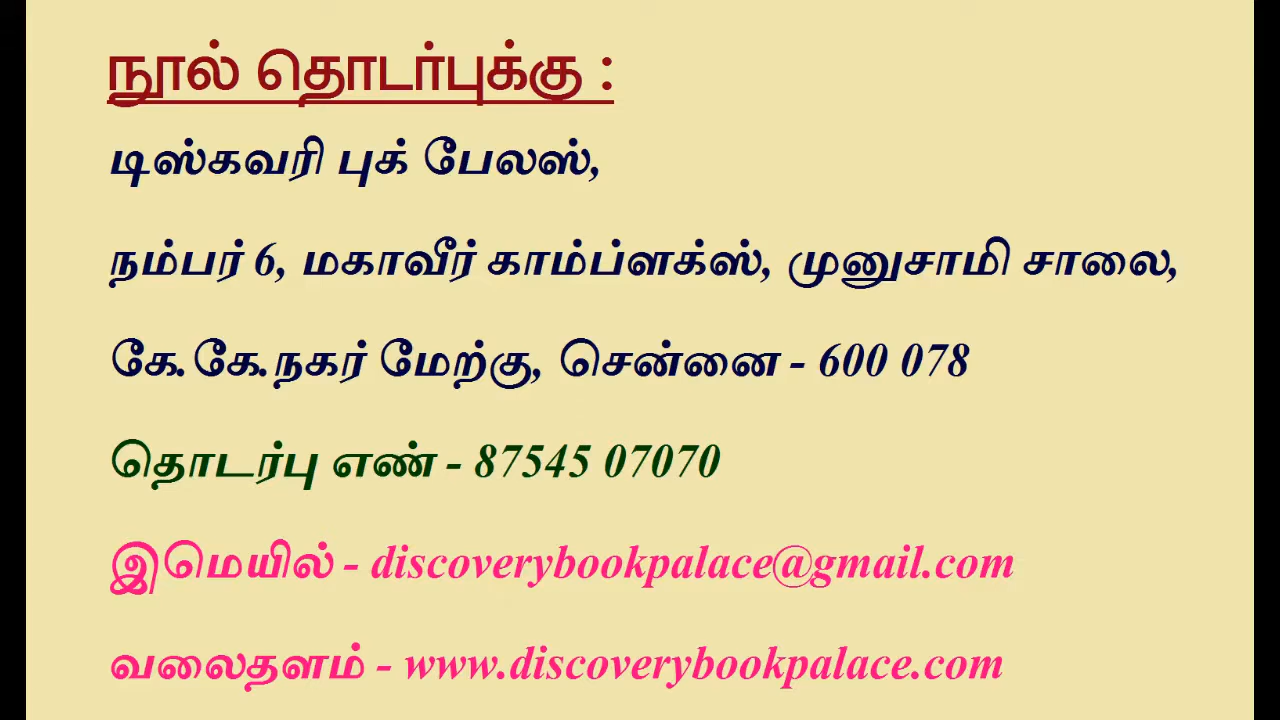 நூல் தொடர்புக்கு :
டிஸ்கவரி புக் பேலஸ்,
நம்பர் 6, மகாவீர் காம்ப்ளக்ஸ், முனுசாமி சாலை,
கே.கே.நகர் மேற்கு, சென்னை - 600 078
தொடர்பு எண் - 87545 07070
இமெயில் - discoverybookpalace@gmail.com
வலைதளம் - www.discoverybookpalace.com